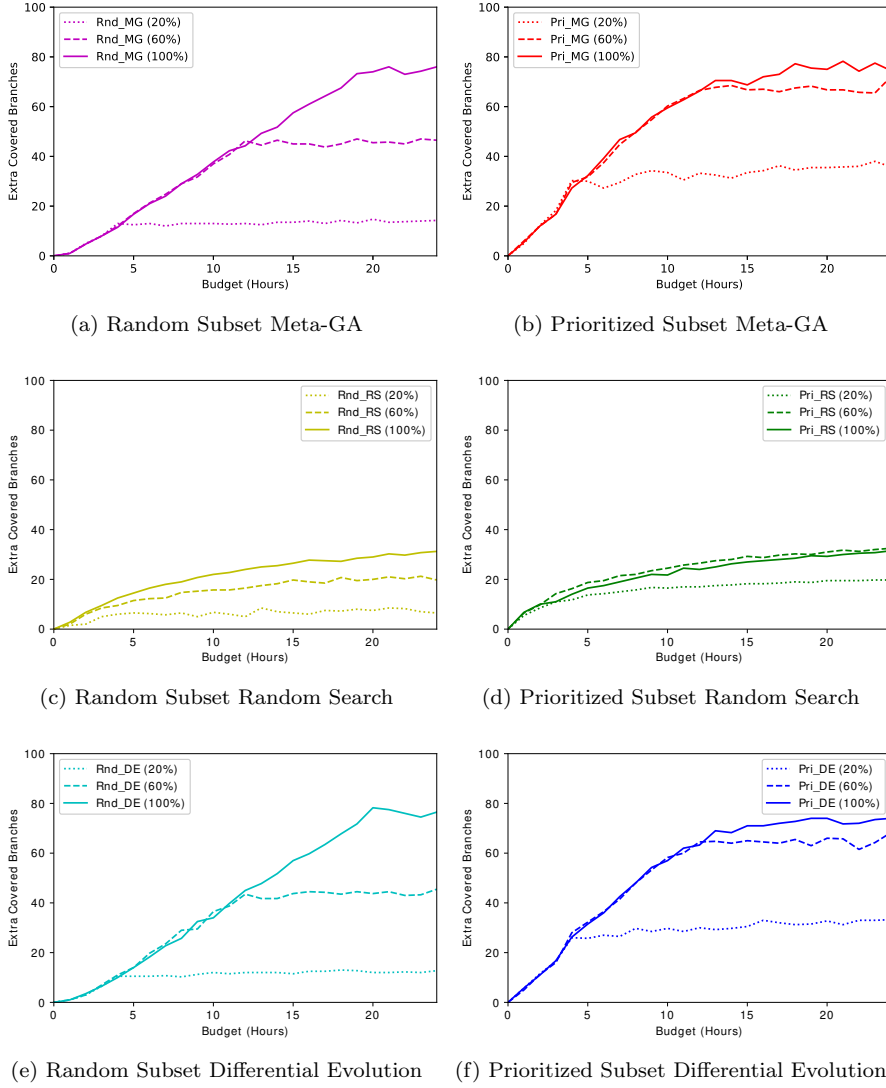 100
80
60
40
20
0
Extra Covered Branches
Rnd_MG (20%)
Rnd_MG (60%)
Rnd_MG (100%)
0 5 10 15 20
Budget (Hours)
(a) Random Subset Meta-GA
100
80
60
40
20
0
Extra Covered Branches
Pri_MG (20%)
Pri_MG (60%)
Pri_MG (100%)
0 5 10 15 20
Budget (Hours)
(b) Prioritized Subset Meta-GA
100
80
60
40
20
0
Extra Covered Branches
Rnd_RS (20%)
Rnd_RS (60%)
Rnd_RS (100%)
0 5 10 15 20
Budget (Hours)
(c) Random Subset Random Search
100
80
60
40
20
0
Extra Covered Branches
Pri_RS (20%)
Pri_RS (60%)
Pri_RS (100%)
0 5 10 15 20
Budget (Hours)
(d) Prioritized Subset Random Search
100
80
60
40
20
0
Extra Covered Branches
Rnd_DE (20%)
Rnd_DE (60%)
Rnd_DE (100%)
0 5 10 15 20
Budget (Hours)
(e) Random Subset Differential Evolution
100
80
60
40
20
0
Extra Covered Branches
Pri_DE (20%)
Pri_DE (60%)
Pri_DE (100%)
0 5 10 15 20
Budget (Hours)
(f) Prioritized Subset Differential Evolution